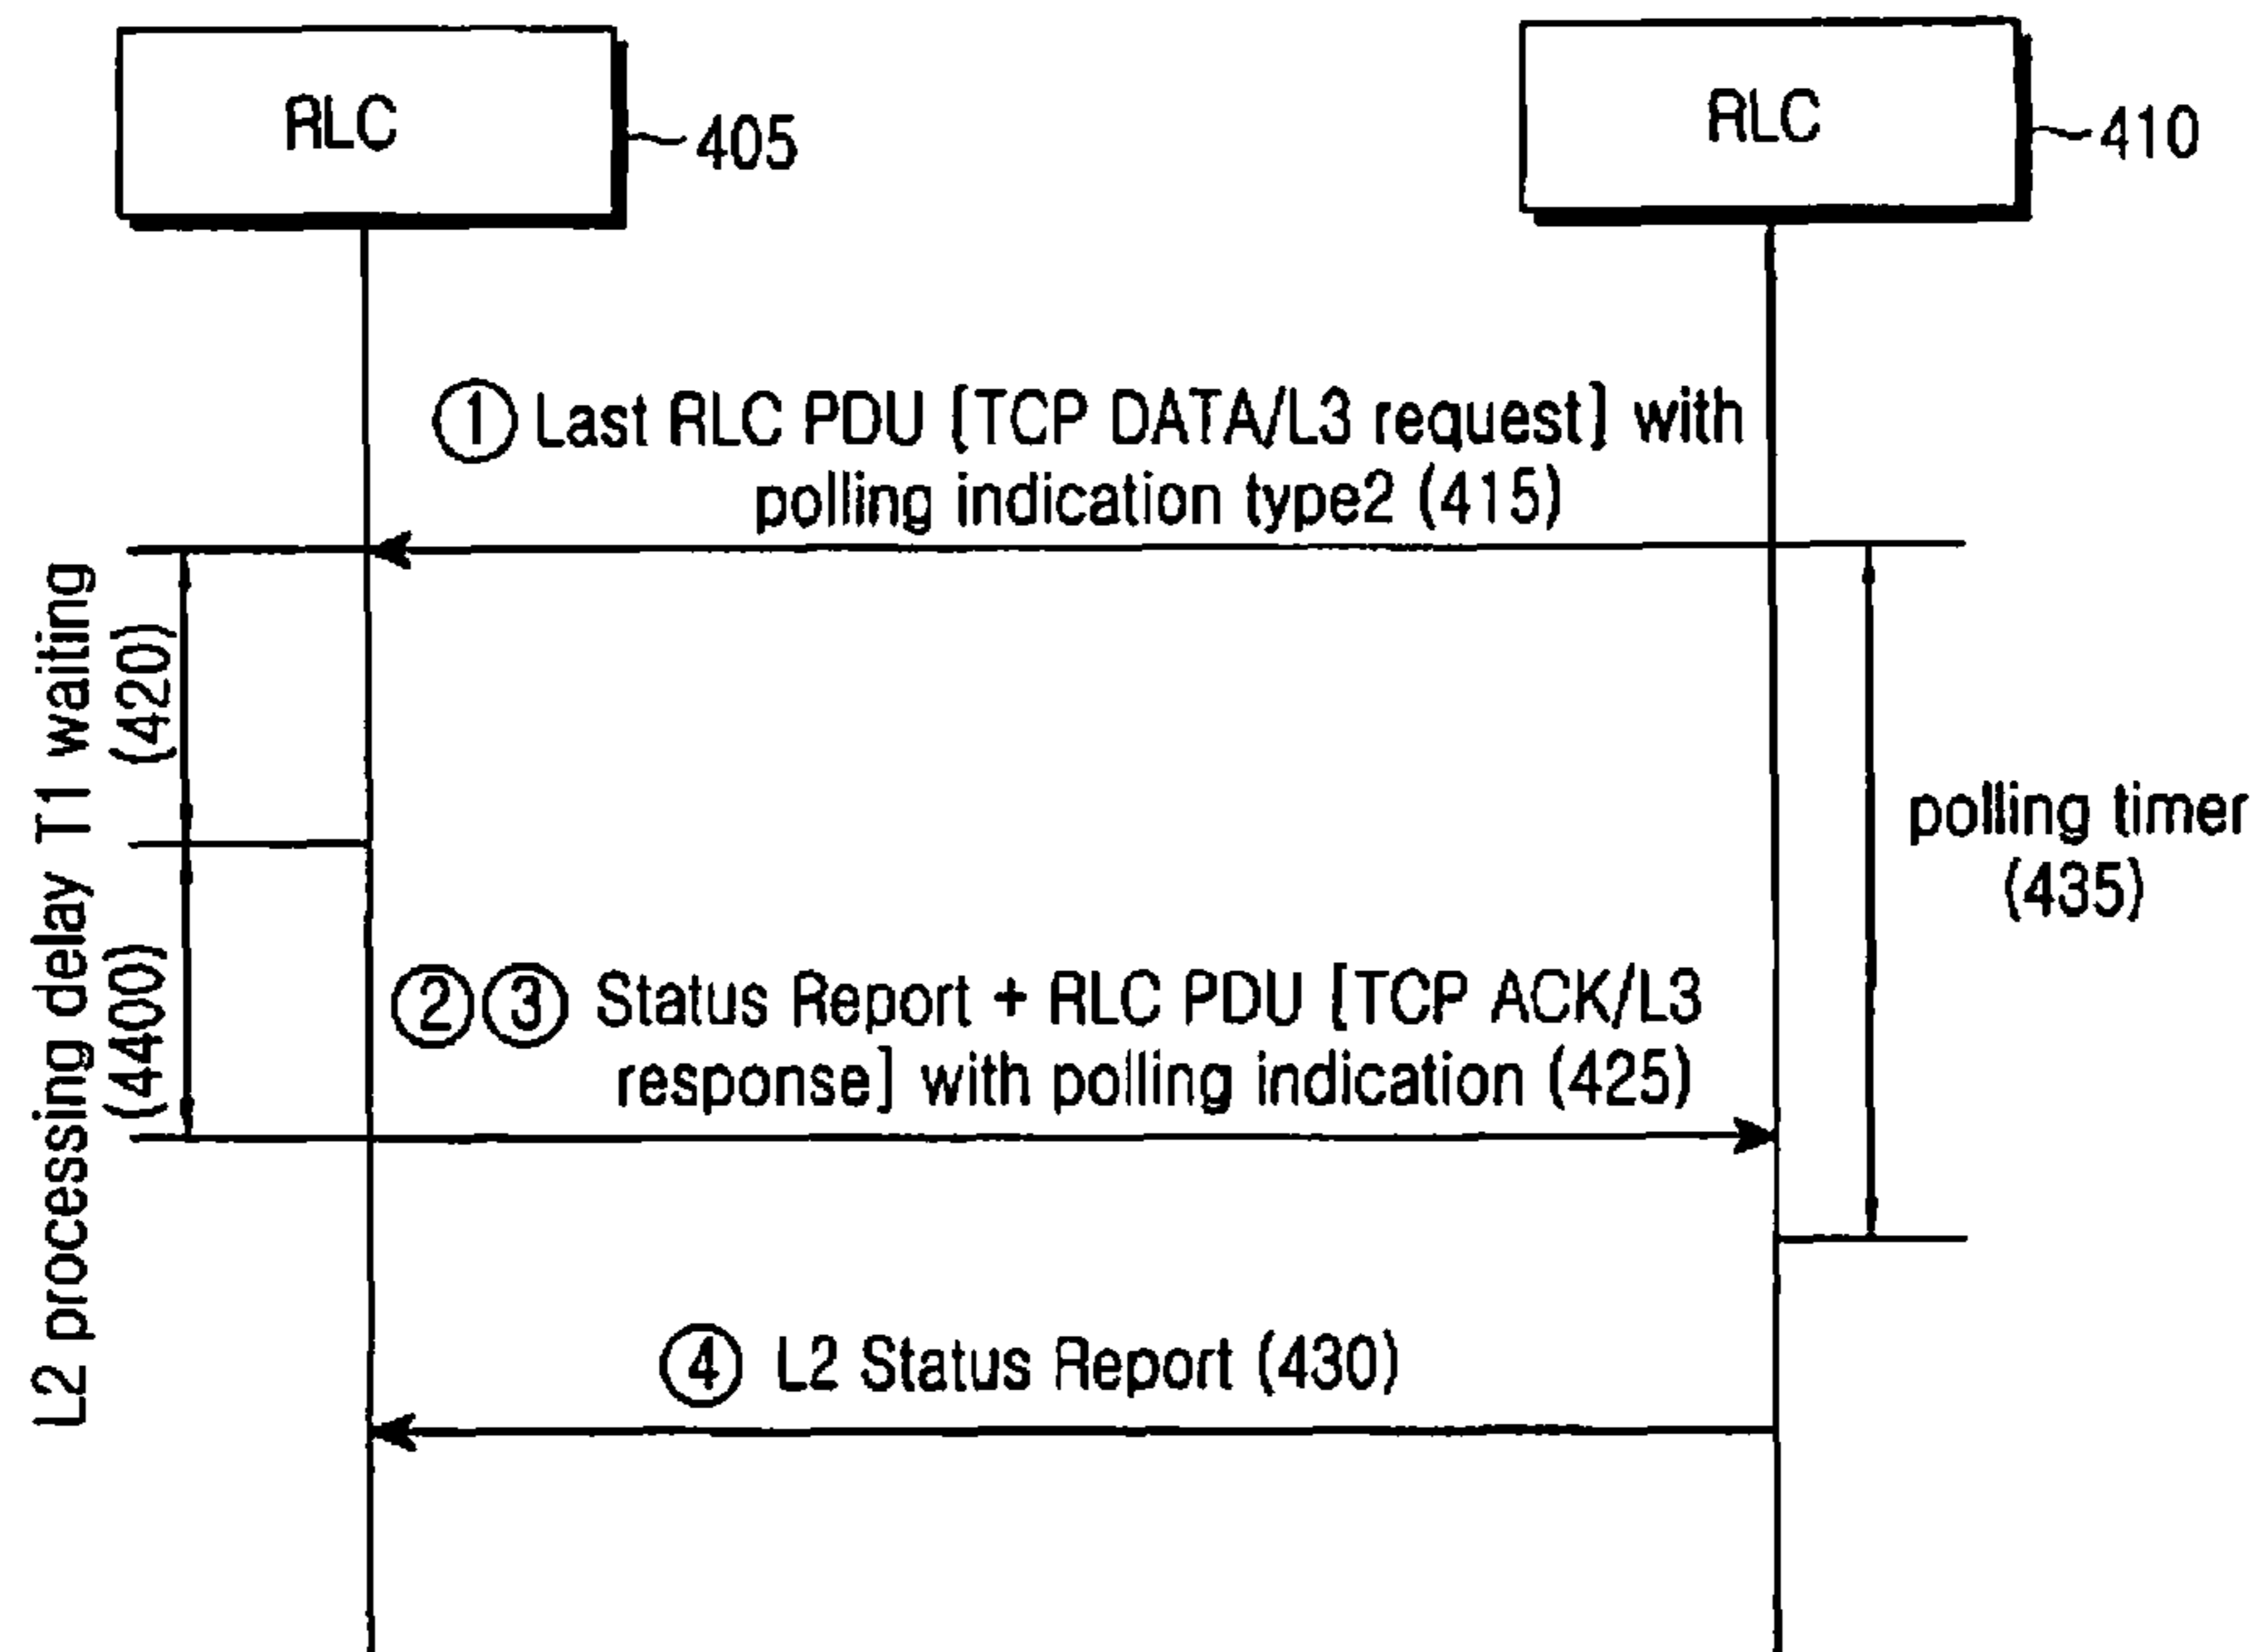 RLC
405
RLC
410
① Last RLC PDU [TCP DATA/L3 request] with
polling indication type2 (415)
T1 waiting
(420)
polling timer
(435)
L2 processing delay
(440)
②③ Status Report + RLC PDU [TCP ACK/L3
response] with polling indication (425)
④ L2 Status Report (430)